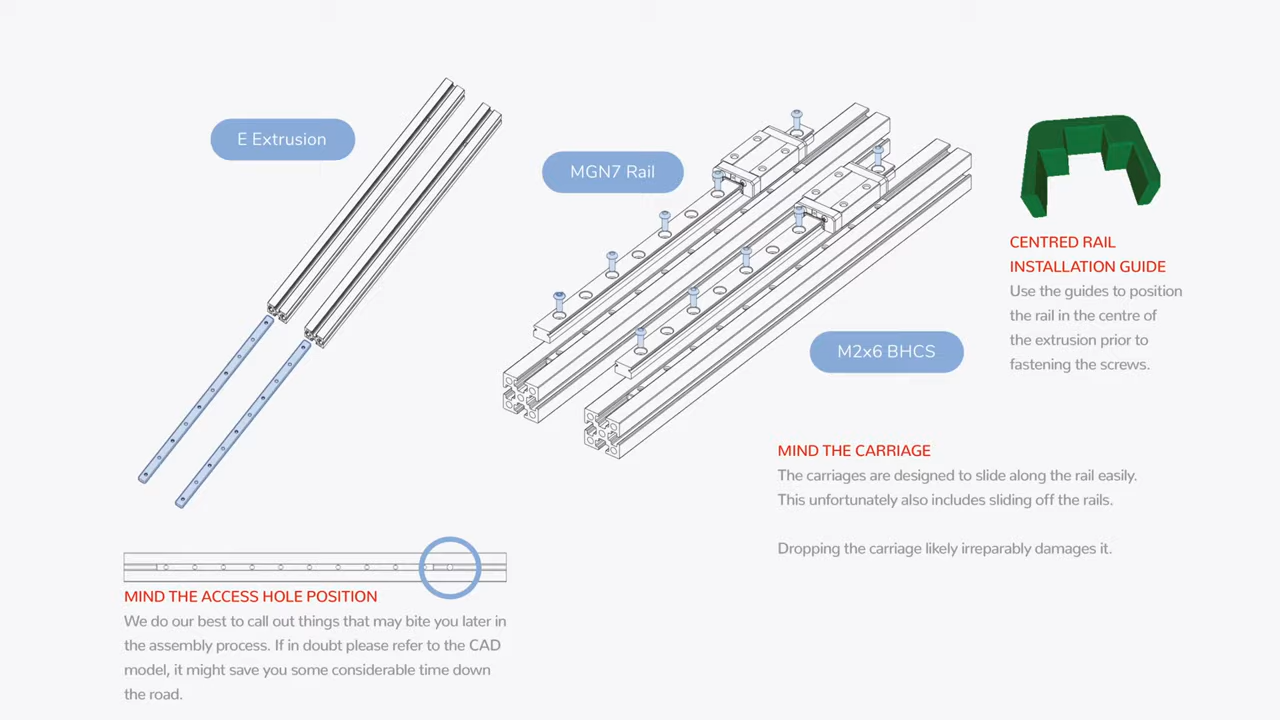 E Extrusion
MGN7 Rail
M2x6 BHCS
CENTRED RAIL
INSTALLATION GUIDE
Use the guides to position
the rail in the centre of
the extrusion prior to
fastening the screws.
MIND THE CARRIAGE
The carriages are designed to slide along the rail easily.
This unfortunately also includes sliding off the rails.
Dropping the carriage likely irreparably damages it.
MIND THE ACCESS HOLE POSITION
We do our best to call out things that may bite you later in
the assembly process. If in doubt please refer to the CAD
model, it might save you some considerable time down
the road.